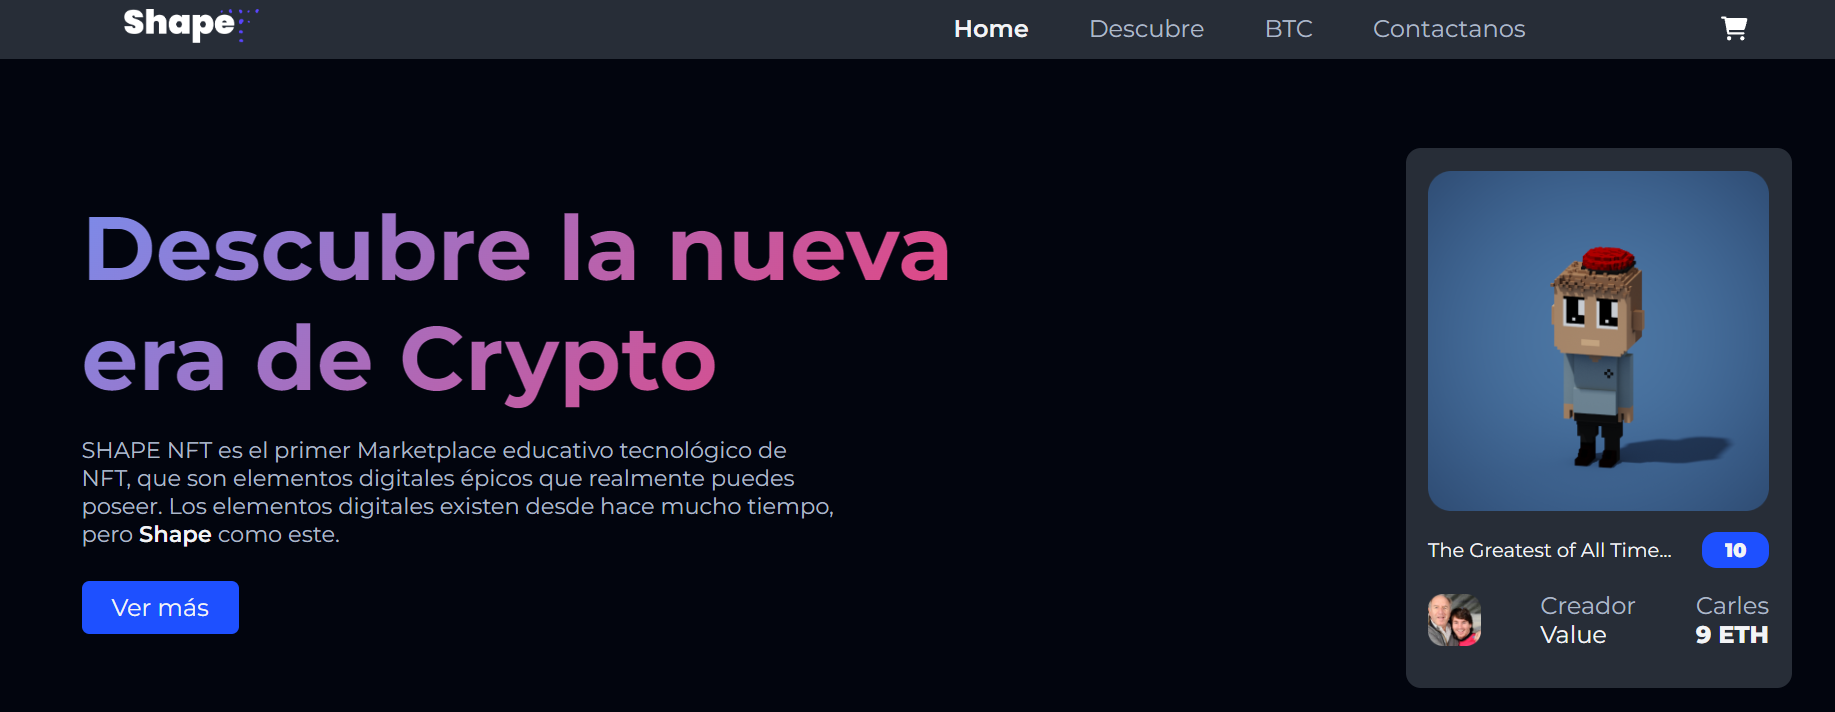 Shape
Home
Descubre
BTC
Contactanos
Descubre la nueva
era de Crypto
SHAPE NFT es el primer Marketplace educativo tecnológico de
NFT, que son elementos digitales épicos que realmente puedes
poseer. Los elementos digitales existen desde hace mucho tiempo,
pero Shape como este.
Ver más
The Greatest of All Time...
10
Creador
Carles
Value
9 ETH